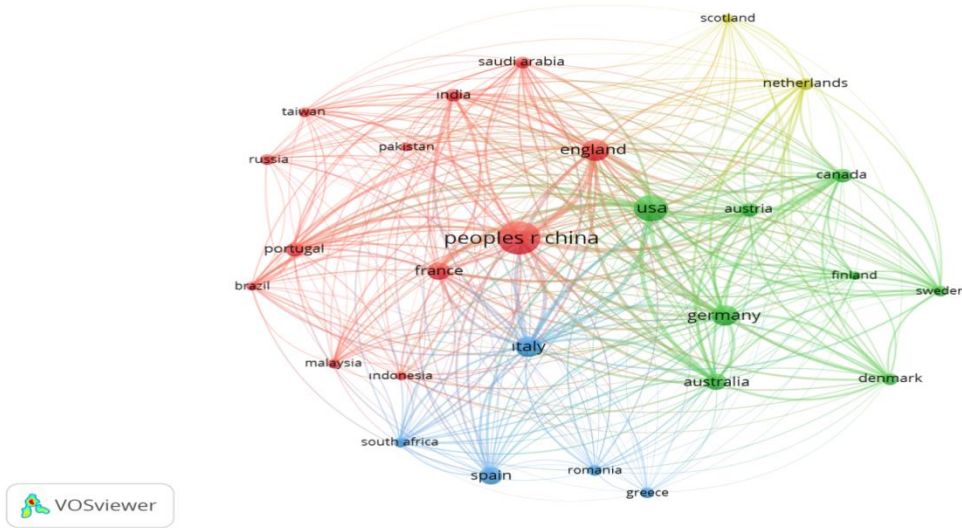 scotland
saudi arabia
netherlands
india
taiwan
pakistan
england
russia
canada
usa
austria
peoples r china
portugal
france
finland
brazil
sweden
germany
italy
malaysia
indonesia
australia
denmark
south africa
spain
romania
greece
VOSviewer